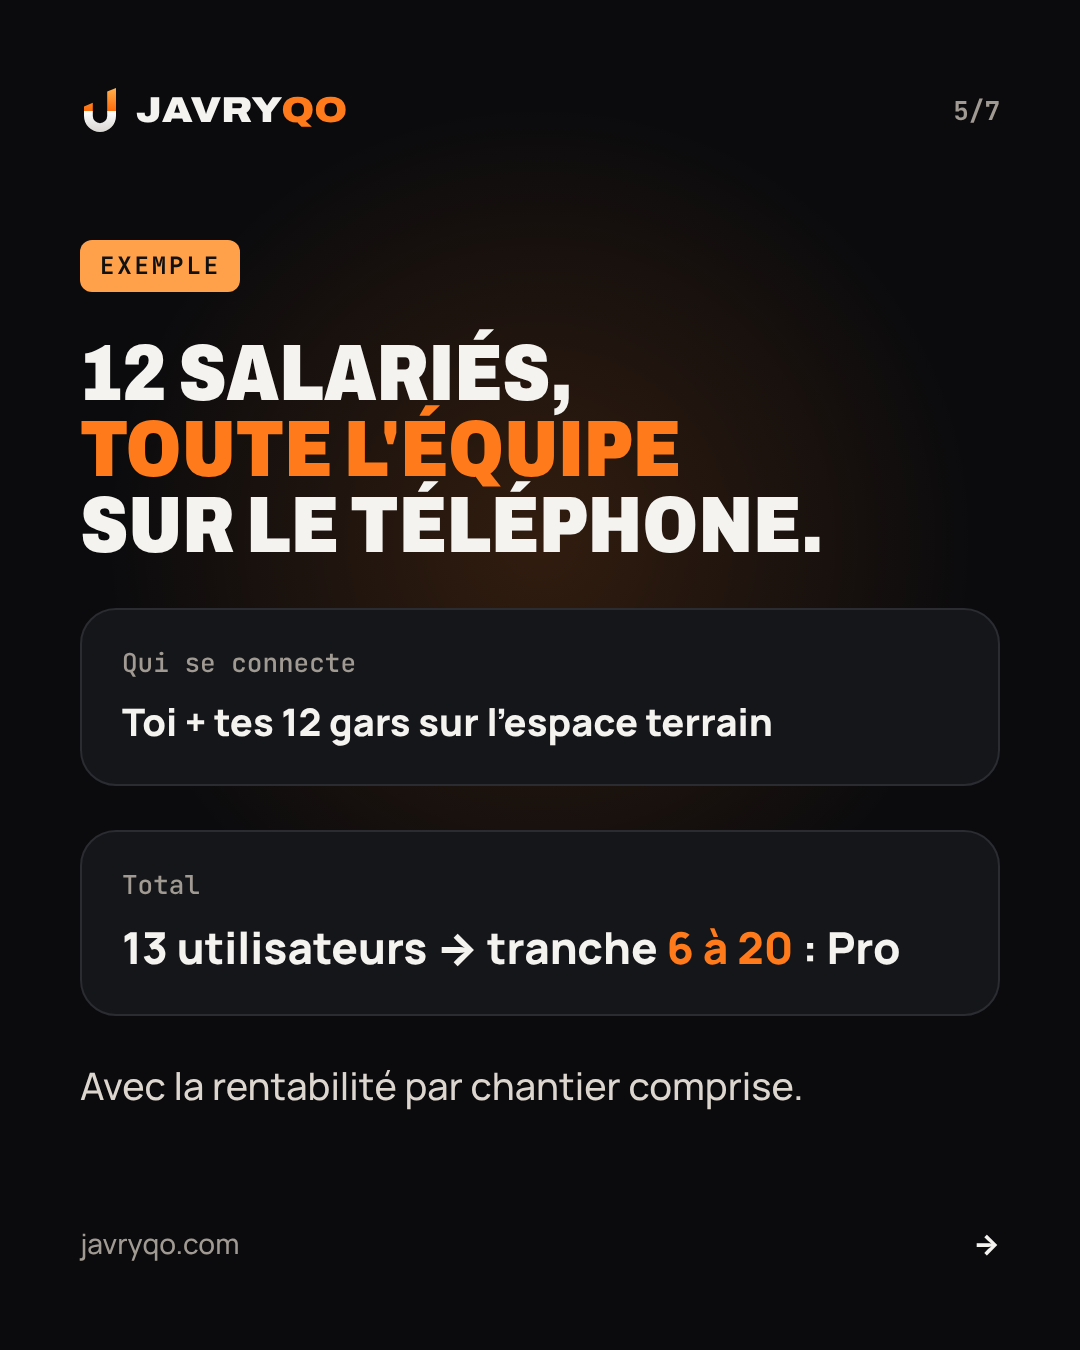 JAVRYQO
5/7
EXEMPLE
12 SALARIÉS,
TOUTE L'ÉQUIPE
SUR LE TÉLÉPHONE.
Qui se connecte
Toi + tes 12 gars sur l’espace terrain
Total
13 utilisateurs → tranche 6 à 20 : Pro
Avec la rentabilité par chantier comprise.
javryqo.com
→